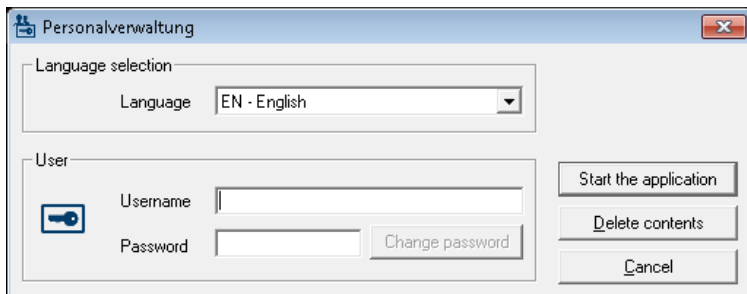 Personalverwaltung
Language selection
Language EN - English
User
Username
Password Change password
Start the application
Delete contents
Cancel